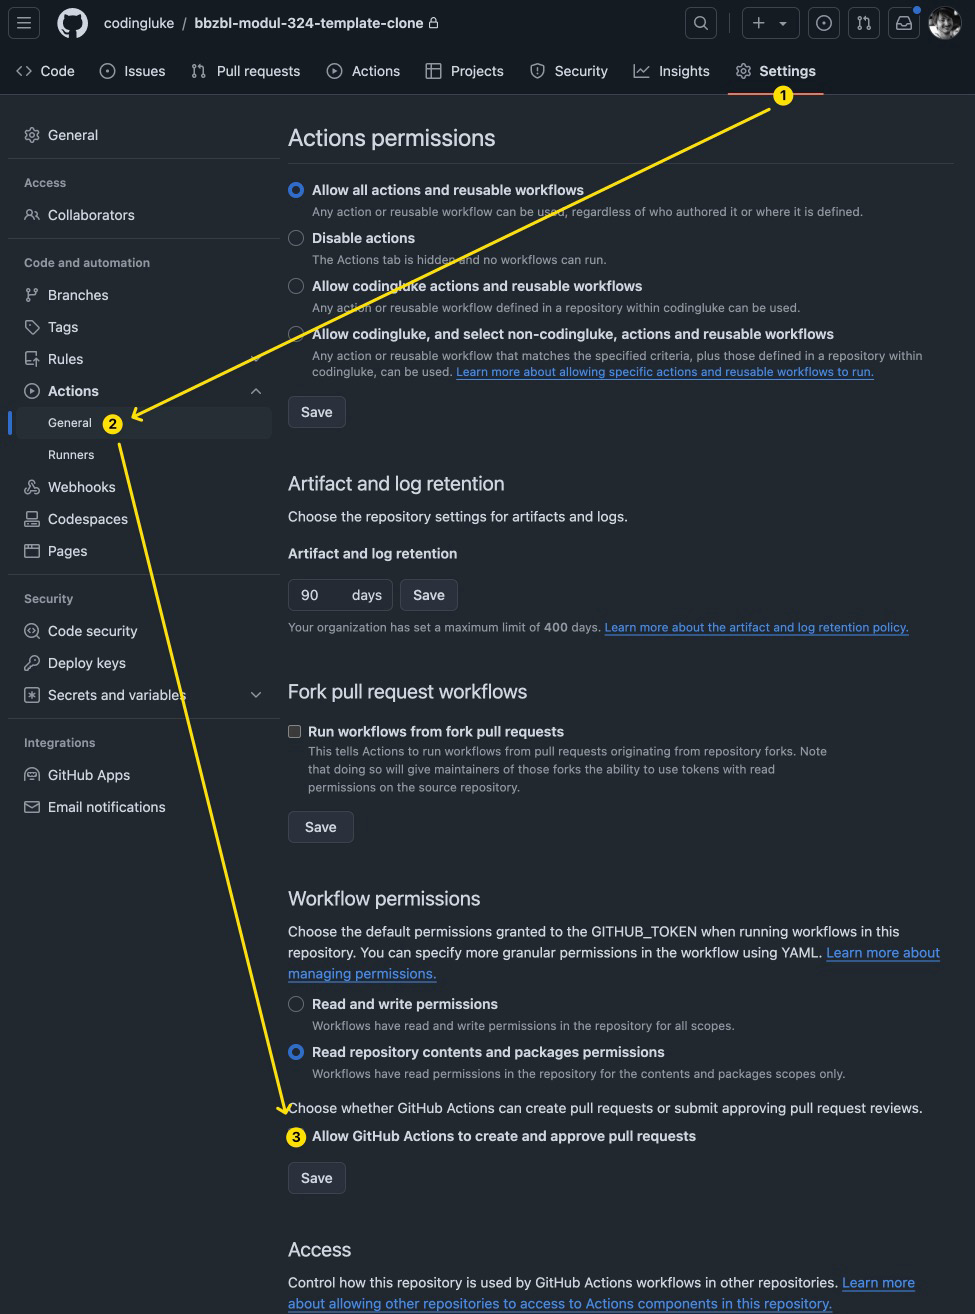 codingluke / bbzbl-modul-324-template-clone
Code Issues Pull requests Actions Projects Security Insights Settings
1
General
Access
Collaborators
Code and automation
Branches
Tags
Rules
Actions
General 2
Runners
Webhooks
Codespaces
Pages
Security
Code security
Deploy keys
Secrets and variables
Integrations
GitHub Apps
Email notifications
Actions permissions
Allow all actions and reusable workflows
Any action or reusable workflow can be used, regardless of who authored it or where it is defined.
Disable actions
The Actions tab is hidden and no workflows can run.
Allow codingluke actions and reusable workflows
Any action or reusable workflow defined in a repository within codingluke can be used.
Allow codingluke, and select non-codingluke, actions and reusable workflows
Any action or reusable workflow that matches the specified criteria, plus those defined in a repository within
codingluke, can be used. Learn more about allowing specific actions and reusable workflows to run.
Save
Artifact and log retention
Choose the repository settings for artifacts and logs.
Artifact and log retention
90 days Save
Your organization has set a maximum limit of 400 days. Learn more about the artifact and log retention policy.
Fork pull request workflows
Run workflows from fork pull requests
This tells Actions to run workflows from pull requests originating from repository forks. Note
that doing so will give maintainers of those forks the ability to use tokens with read
permissions on the source repository.
Save
Workflow permissions
Choose the default permissions granted to the GITHUB_TOKEN when running workflows in this
repository. You can specify more granular permissions in the workflow using YAML. Learn more about
managing permissions.
Read and write permissions
Workflows have read and write permissions in the repository for all scopes.
Read repository contents and packages permissions
Workflows have read permissions in the repository for the contents and packages scopes only.
Choose whether GitHub Actions can create pull requests or submit approving pull request reviews.
3 Allow GitHub Actions to create and approve pull requests
Save
Access
Control how this repository is used by GitHub Actions workflows in other repositories. Learn more
about allowing other repositories to access to Actions components in this repository.